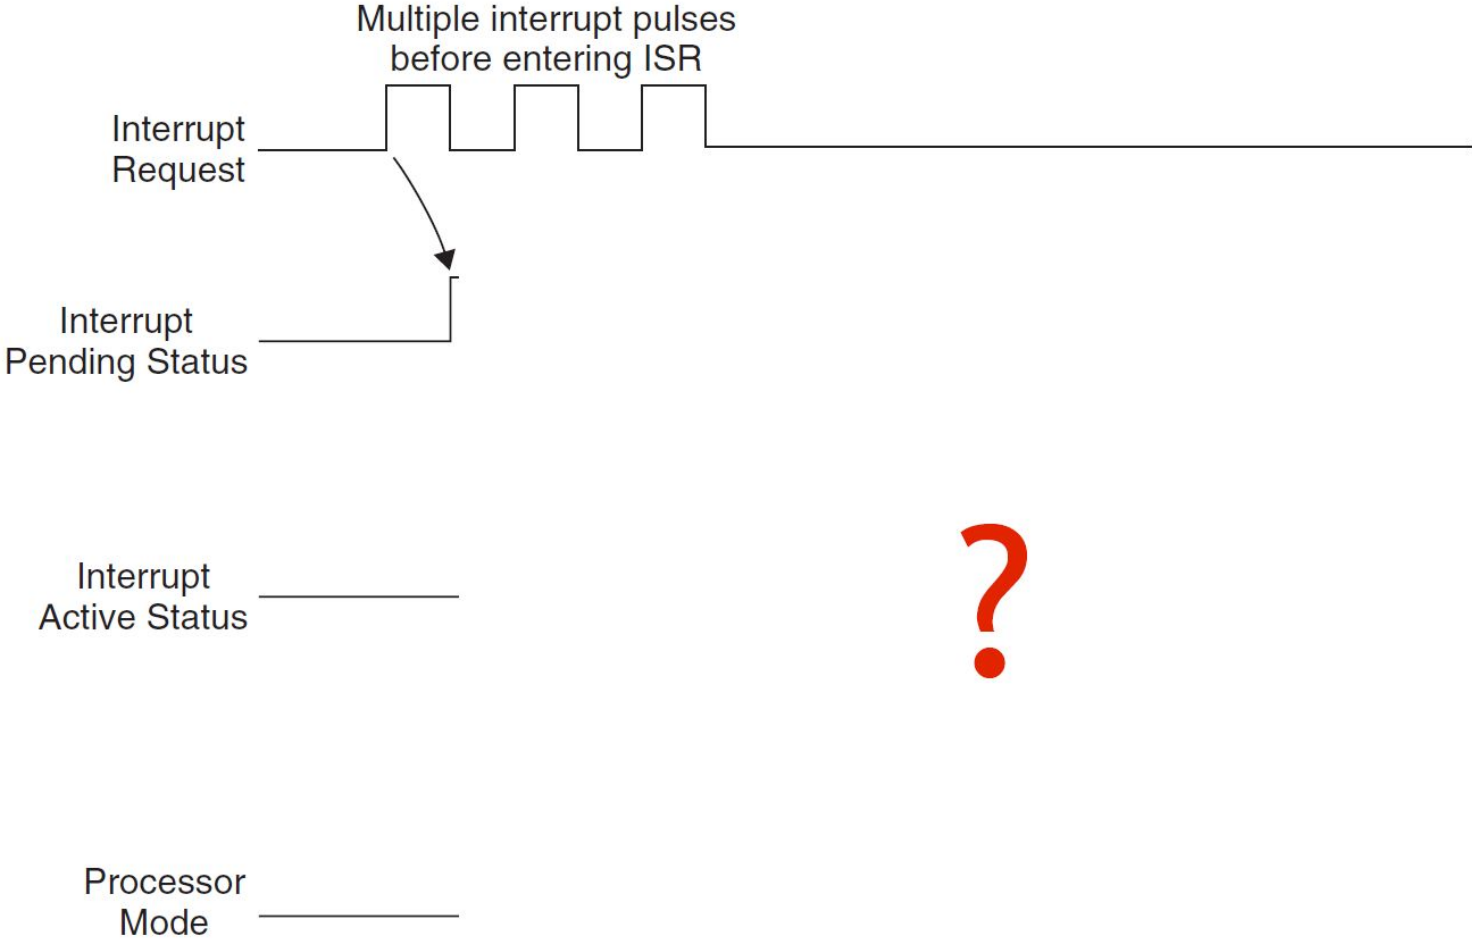 Multiple interrupt pulses
before entering ISR
Interrupt
Request
Interrupt
Pending Status
Interrupt
Active Status
?
Processor
Mode